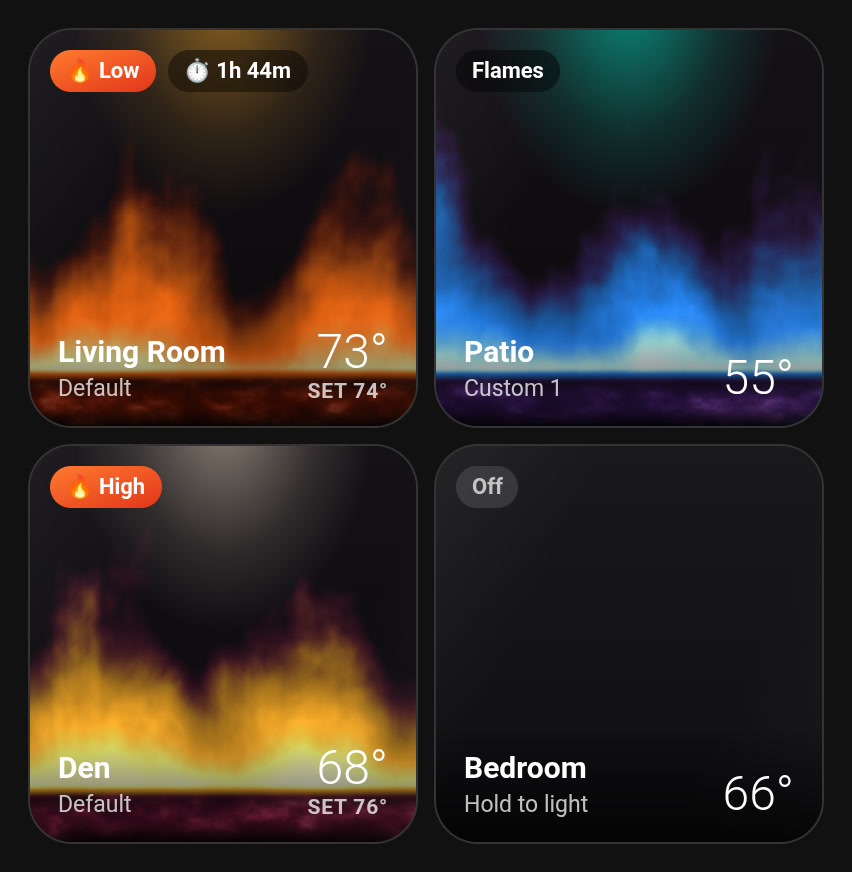 🔥 Low
⏱️ 1h 44m
Living Room
73°
Default
SET 74°
Flames
Patio
Custom 1
55°
🔥 High
Den
68°
Default
SET 76°
Off
Bedroom
Hold to light
66°